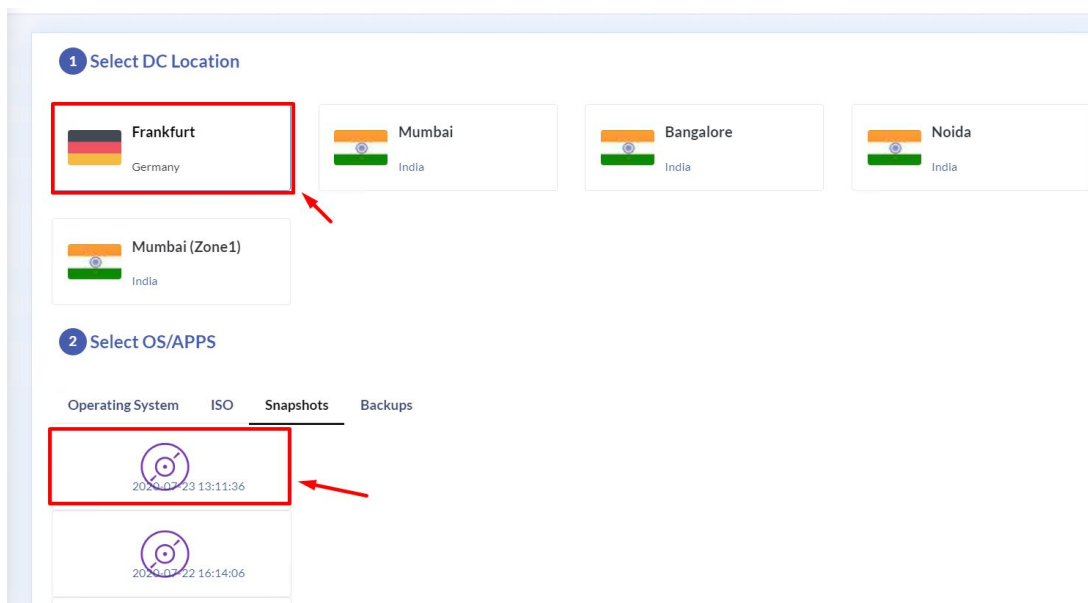 1 Select DC Location
Frankfurt
Germany
Mumbai
India
Bangalore
India
Noida
India
Mumbai (Zone1)
India
2 Select OS/APPS
Operating System ISO Snapshots Backups
2020-07-23 13:11:36
2020-07-22 16:14:06